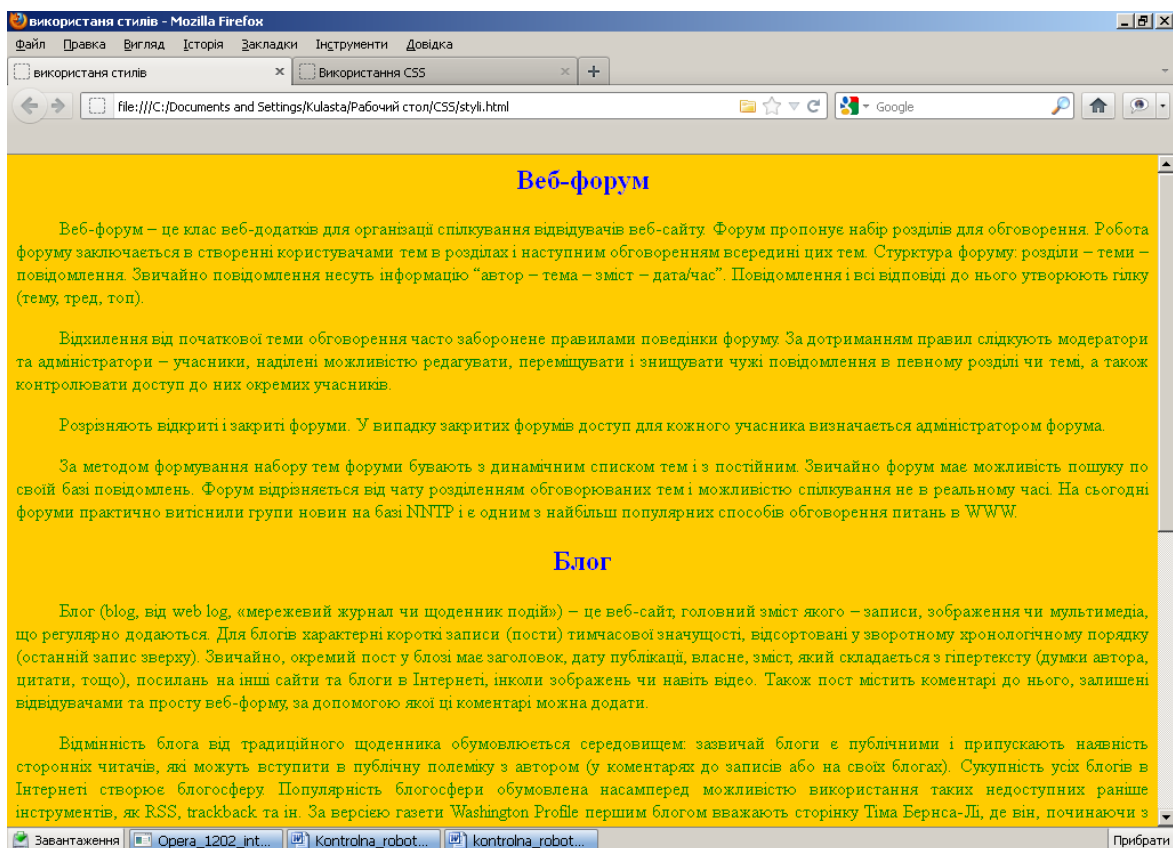 використаня стилів - Mozilla Firefox
Файл Правка Вигляд Історія Закладки Інструменти Довідка
використаня стилів
Використання CSS
file:///C:/Documents and Settings/Kulasta/Рабочий стол/CSS/styli.html
Google
Веб-форум
Веб-форум – це клас веб-додатків для організації спілкування відвідувачів веб-сайту. Форум пропонує набір розділів для обговорення. Робота
форуму заключається в створенні користувачами тем в розділах і наступним обговоренням всередині цих тем. Стурктура форуму: розділи – теми –
повідомлення. Звичайно повідомлення несуть інформацію “автор – тема – зміст – дата/час”. Повідомлення і всі відповіді до нього утворюють гілку
(тему, тред, топ).
Відхилення від початкової теми обговорення часто заборонене правилами поведінки форуму. За дотриманням правил слідкують модератори
та адміністратори – учасники, наділені можливістю редагувати, переміщувати і знищувати чужі повідомлення в певному розділі чи темі, а також
контролювати доступ до них окремих учасників.
Розрізняють відкриті і закриті форуми. У випадку закритих форумів доступ для кожного учасника визначається адміністратором форума.
За методом формування набору тем форуми бувають з динамічним списком тем і з постійним. Звичайно форум має можливість пошуку по
своїй базі повідомлень. Форум відрізняється від чату розділенням обговорюваних тем і можливістю спілкування не в реальному часі. На сьогодні
форуми практично витіснили групи новин на базі NNTP і є одним з найбільш популярних способів обговорення питань в WWW.
Блог
Блог (blog, від web log, «мережевий журнал чи щоденник подій») – це веб-сайт, головний зміст якого – записи, зображення чи мультимедіа,
що регулярно додаються. Для блогів характерні короткі записи (пости) тимчасової значущості, відсортовані у зворотному хронологічному порядку
(останній запис зверху). Звичайно, окремий пост у блозі має заголовок, дату публікації, власне, зміст, який складається з гіпертексту (думки автора,
цитати, тощо), посилань на інші сайти та блоги в Інтернеті, інколи зображень чи навіть відео. Також пост містить коментарі до нього, залишені
відвідувачами та просту веб-форму, за допомогою якої ці коментарі можна додати.
Відмінність блога від традиційного щоденника обумовлюється середовищем: зазвичай блоги є публічними і припускають наявність
сторонніх читачів, які можуть вступити в публічну полеміку з автором (у коментарях до записів або на своїх блогах). Сукупність усіх блогів в
Інтернеті створює блогосферу. Популярність блогосфери обумовлена насамперед можливістю використання таких недоступних раніше
інструментів, як RSS, trackback та ін. За версією газети Washington Profile першим блогом вважають сторінку Тіма Бернса-Лі, де він, починаючи з
Завантаження Opera_1202_int... Kontrolna_robot... kontrolna_robot... Прибрати